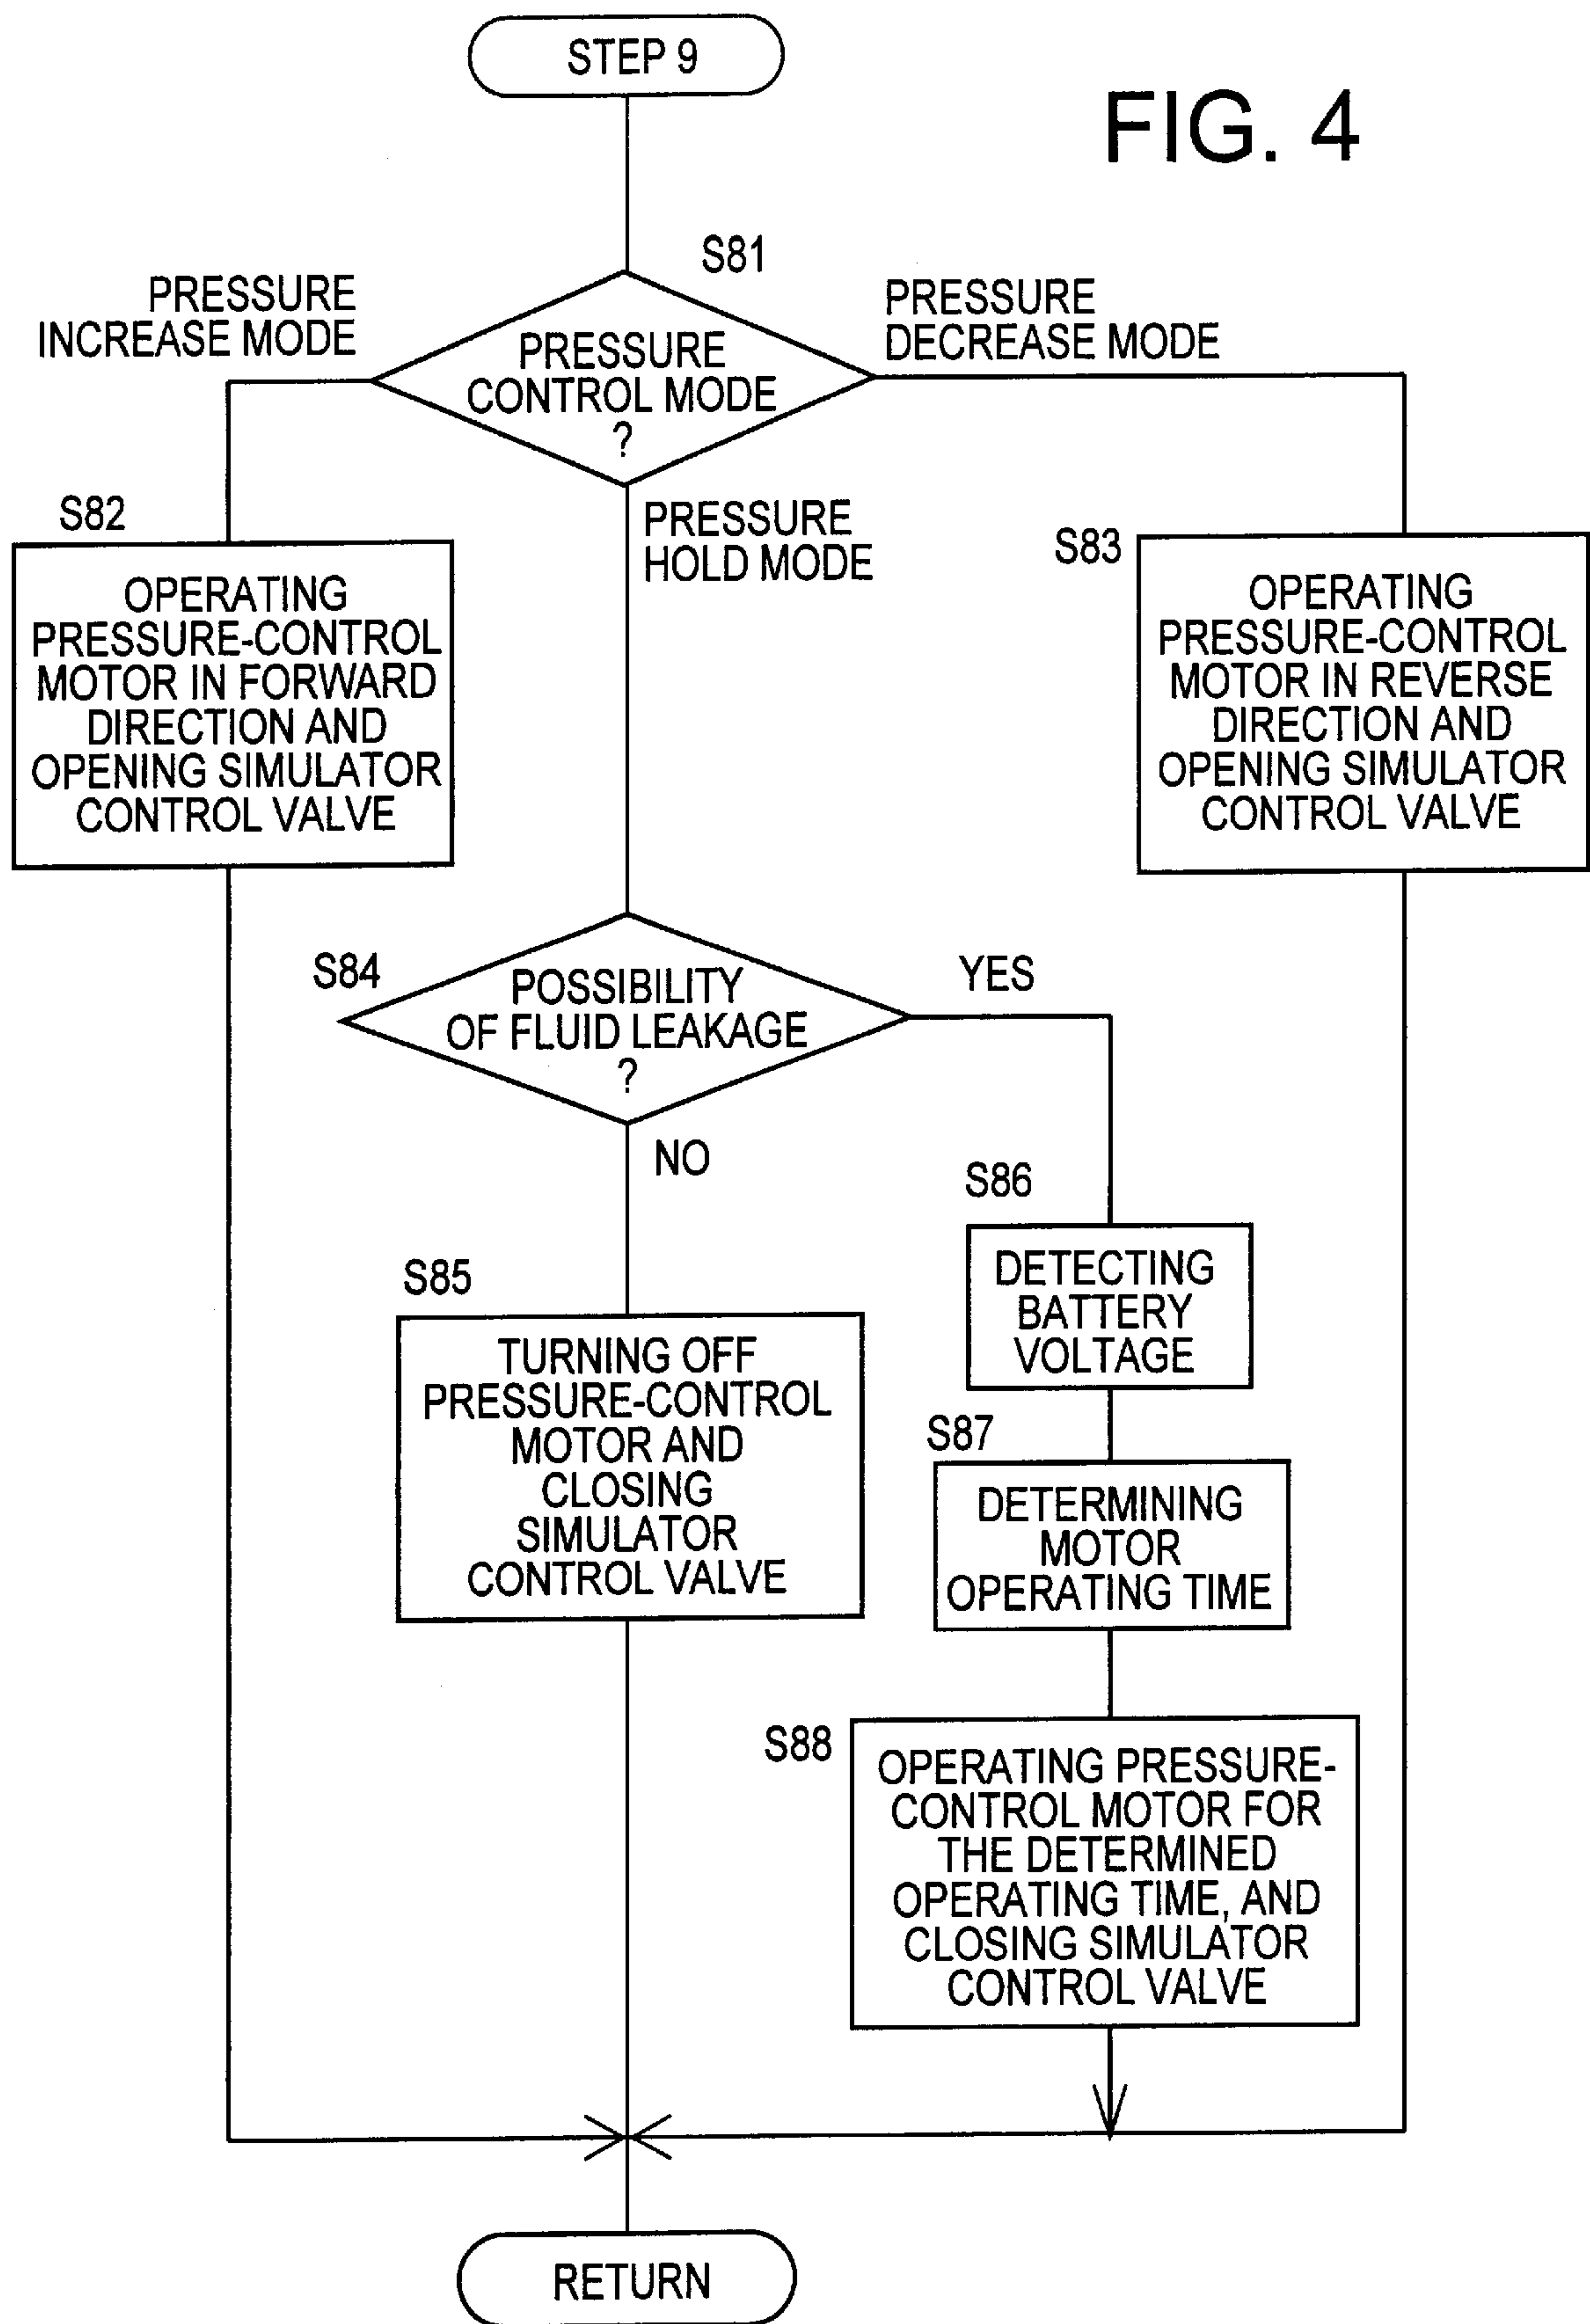 STEP 9
FIG. 4
S81
PRESSURE
INCREASE MODE
PRESSURE
DECREASE MODE
PRESSURE
CONTROL MODE
?
S82
PRESSURE
HOLD MODE
S83
OPERATING
PRESSURE-CONTROL
MOTOR IN FORWARD
DIRECTION AND
OPENING SIMULATOR
CONTROL VALVE
OPERATING
PRESSURE-CONTROL
MOTOR IN REVERSE
DIRECTION AND
OPENING SIMULATOR
CONTROL VALVE
S84
POSSIBILITY
OF FLUID LEAKAGE
?
YES
NO
S86
DETECTING
BATTERY
VOLTAGE
S85
TURNING OFF
PRESSURE-CONTROL
MOTOR AND
CLOSING
SIMULATOR
CONTROL VALVE
S87
DETERMINING
MOTOR
OPERATING TIME
S88
OPERATING PRESSURE-
CONTROL MOTOR FOR
THE DETERMINED
OPERATING TIME, AND
CLOSING SIMULATOR
CONTROL VALVE
RETURN